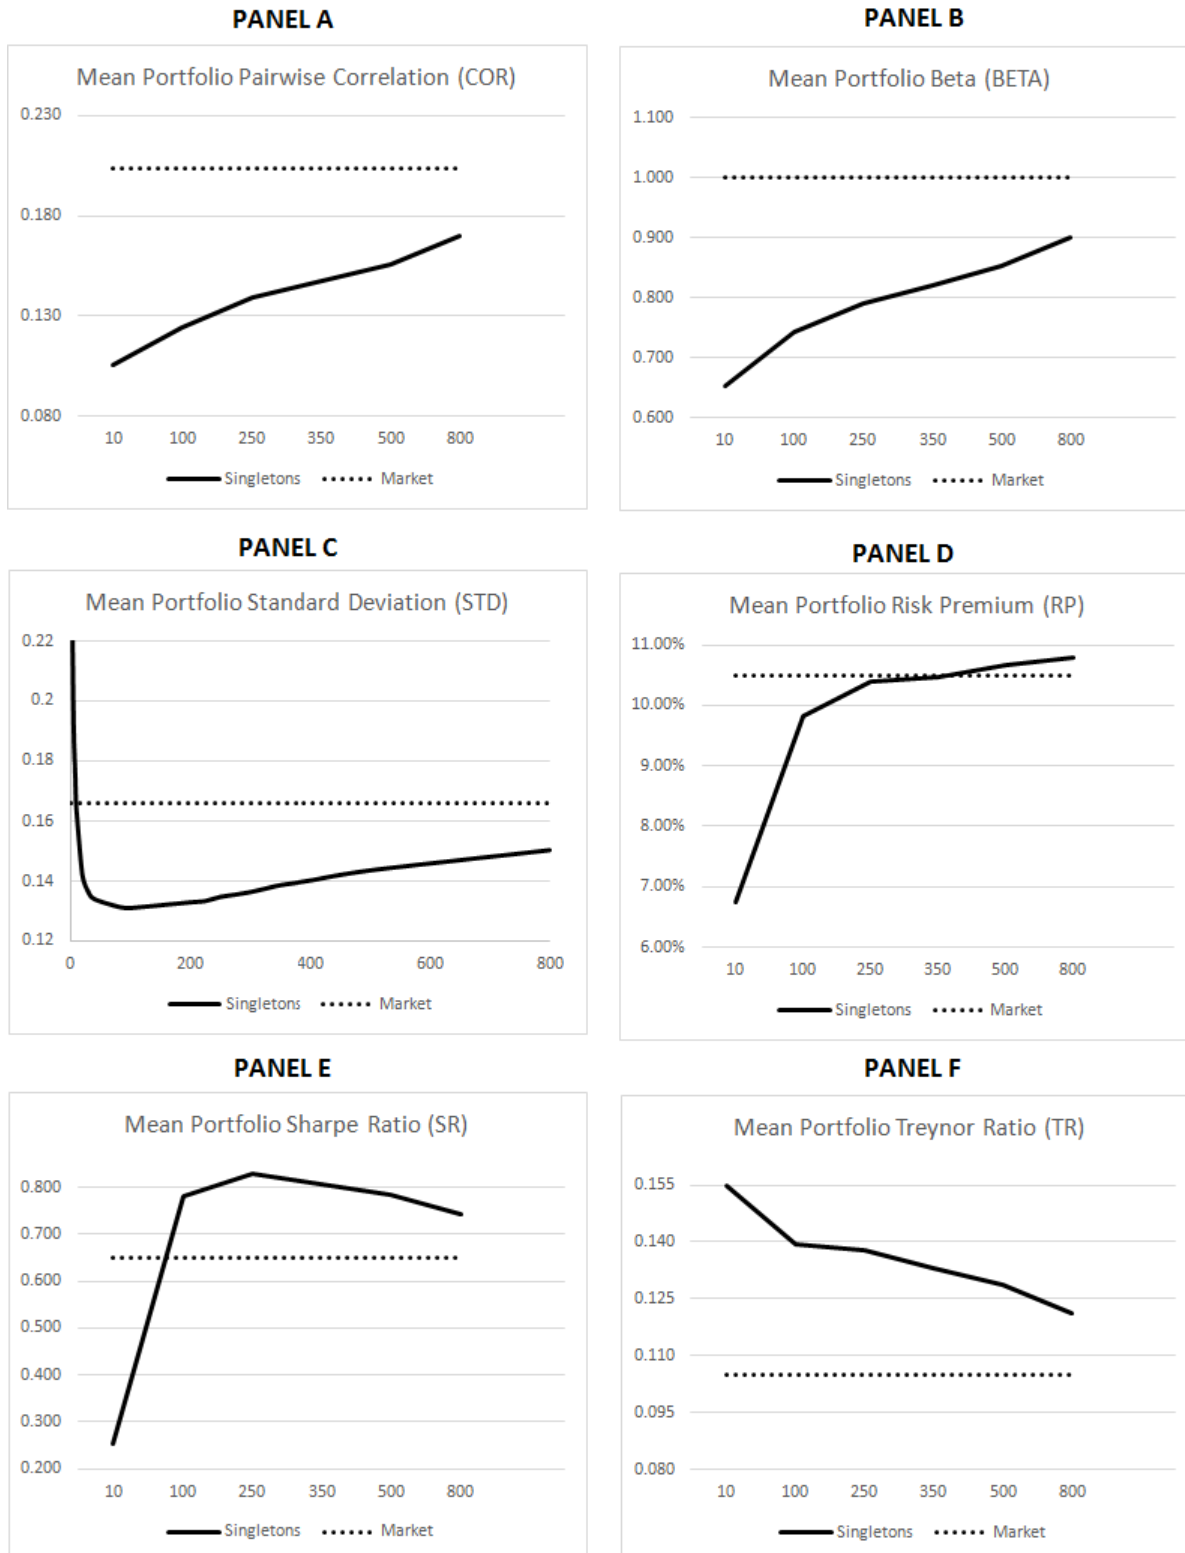 PANEL A
Mean Portfolio Pairwise Correlation (COR)
0.230
0.180
0.130
0.080
10 100 250 350 500 800
Singletons Market
PANEL B
Mean Portfolio Beta (BETA)
1.100
1.000
0.900
0.800
0.700
0.600
10 100 250 350 500 800
Singletons Market
PANEL C
Mean Portfolio Standard Deviation (STD)
0.22
0.2
0.18
0.16
0.14
0.12
0 200 400 600 800
Singletons Market
PANEL D
Mean Portfolio Risk Premium (RP)
11.00%
10.00%
9.00%
8.00%
7.00%
6.00%
10 100 250 350 500 800
Singletons Market
PANEL E
Mean Portfolio Sharpe Ratio (SR)
0.800
0.700
0.600
0.500
0.400
0.300
0.200
10 100 250 350 500 800
Singletons Market
PANEL F
Mean Portfolio Treynor Ratio (TR)
0.155
0.140
0.125
0.110
0.095
0.080
10 100 250 350 500 800
Singletons Market